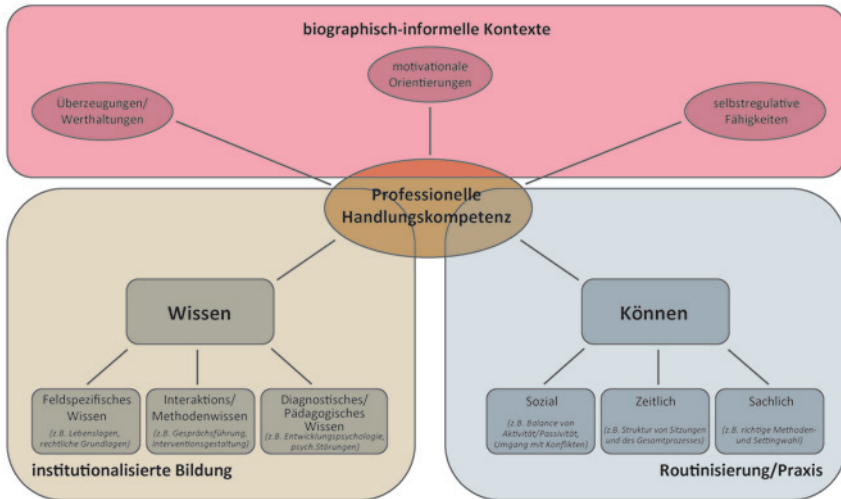 biographisch-informelle Kontexte
motivationale
Orientierungen
Überzeugungen/
Werthaltungen
selbstregulative
Fähigkeiten
Professionelle
Handlungskompetenz
Wissen
Feldspezifisches
Wissen
(z.B. Lebenslagen,
rechtliche Grundlagen)
Interaktions/
Methodenwissen
(z.B. Gesprächsführung,
Interventionsgestaltung)
Diagnostisches/
Pädagogisches
Wissen
(z.B. Entwicklungspsychologie,
psych.Störungen)
institutionalisierte Bildung
Können
Sozial
(z.B. Balance von
Aktivität/Passivität,
Umgang mit Konflikten)
Zeitlich
(z.B. Struktur von Sitzungen
und des Gesamtprozesses)
Sachlich
(z.B. richtige Methoden-
und Settingwahl)
Routinisierung/Praxis